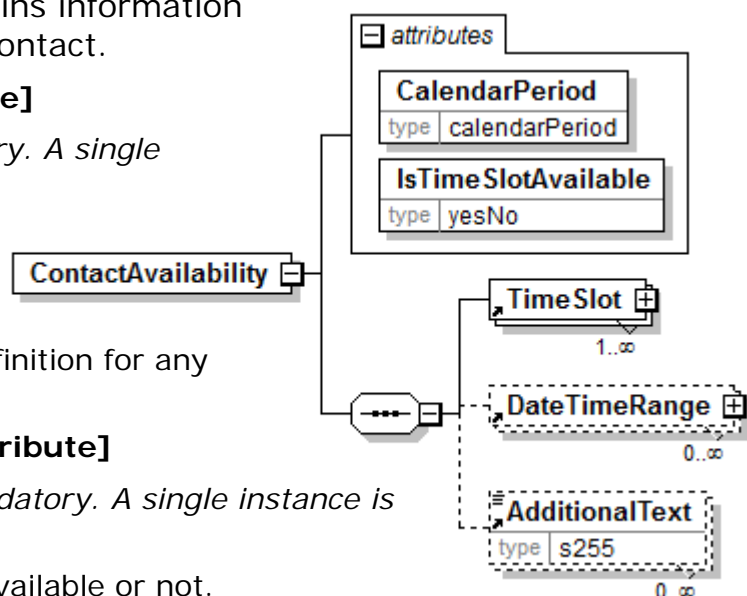 ins information
ontact.
e]
ry. A single
finition for any
ribute]
datory. A single instance is
vailable or not.
attributes
CalendarPeriod
type calendarPeriod
IsTimeSlotAvailable
type yesNo
ContactAvailability
TimeSlot
1..∞
DateTimeRange
0..∞
AdditionalText
type s255
0..∞